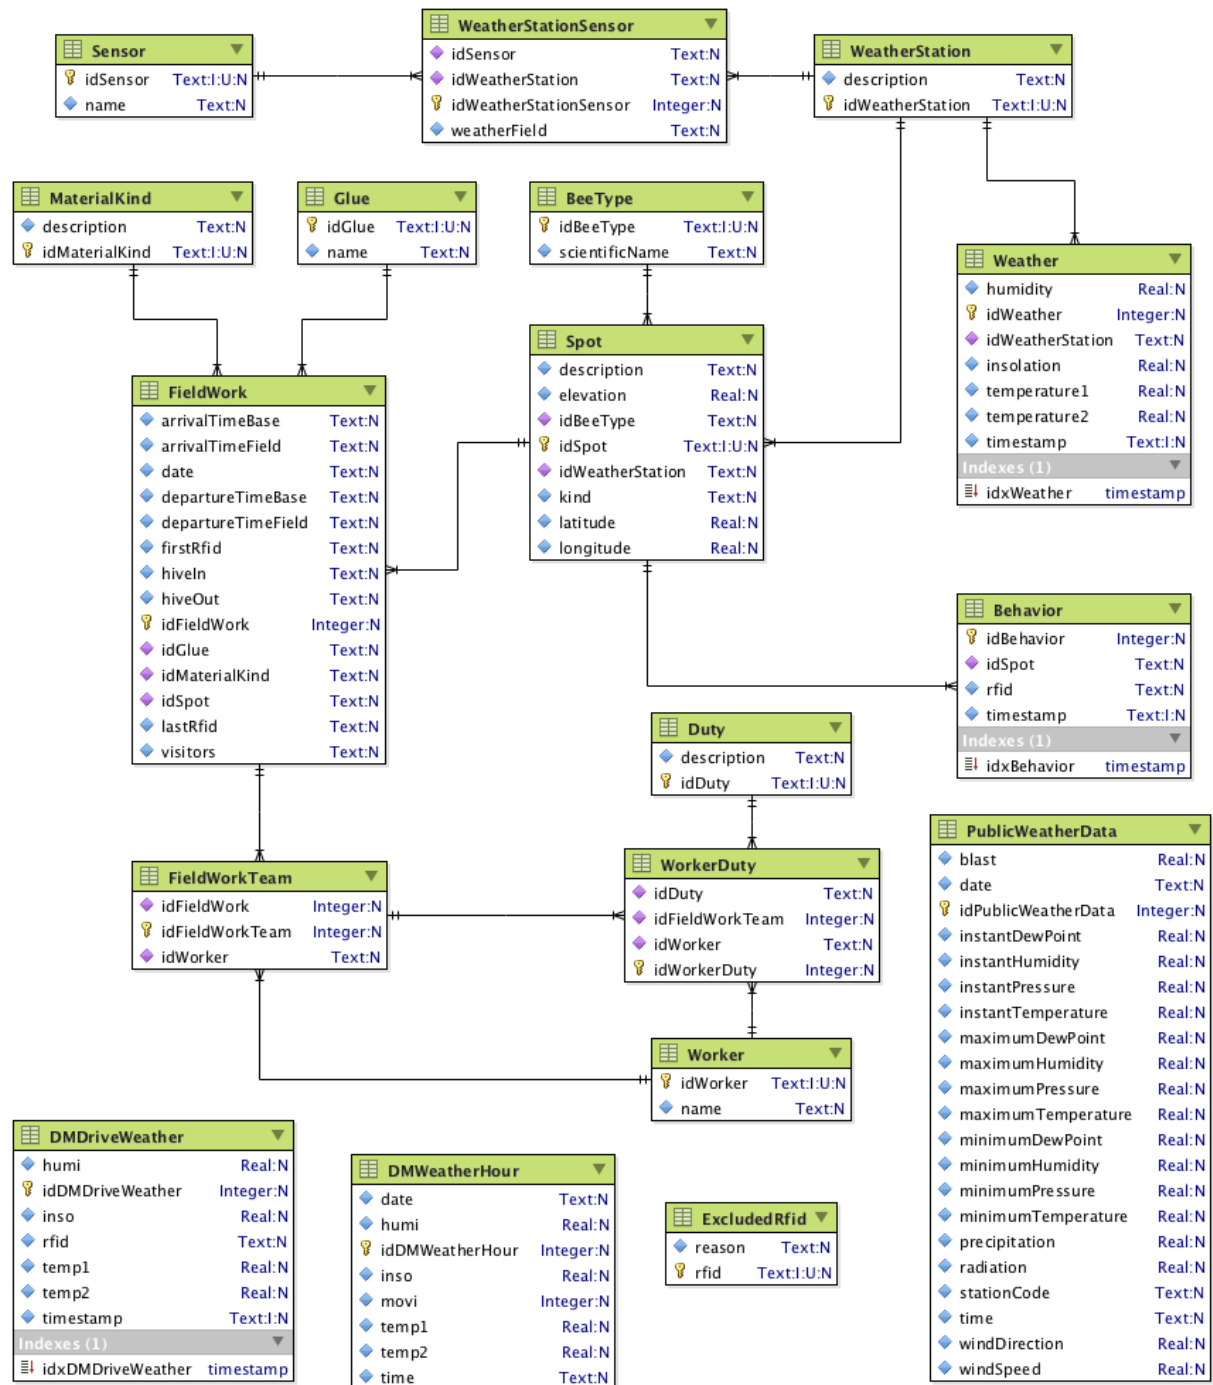 Sensor
idSensor Text:I:U:N
name Text:N
WeatherStationSensor
idSensor Text:N
idWeatherStation Text:N
idWeatherStationSensor Integer:N
weatherField Text:N
WeatherStation
description Text:N
idWeatherStation Text:I:U:N
MaterialKind
description Text:N
idMaterialKind Text:I:U:N
Glue
idGlue Text:I:U:N
name Text:N
BeeType
idBeeType Text:I:U:N
scientificName Text:N
Weather
humidity Real:N
idWeather Integer:N
idWeatherStation Text:N
insolation Real:N
temperature1 Real:N
temperature2 Real:N
timestamp Text:I:N
Indexes (1)
idxWeather timestamp
Spot
description Text:N
elevation Real:N
idBeeType Text:N
idSpot Text:I:U:N
idWeatherStation Text:N
kind Text:N
latitude Real:N
longitude Real:N
FieldWork
arrivalTimeBase Text:N
arrivalTimeField Text:N
date Text:N
departureTimeBase Text:N
departureTimeField Text:N
firstRfid Text:N
hiveIn Text:N
hiveOut Text:N
idFieldWork Integer:N
idGlue Text:N
idMaterialKind Text:N
idSpot Text:N
lastRfid Text:N
visitors Text:N
Behavior
idBehavior Integer:N
idSpot Text:N
rfid Text:N
timestamp Text:I:N
Indexes (1)
idxBehavior timestamp
Duty
description Text:N
idDuty Text:I:U:N
FieldWorkTeam
idFieldWork Integer:N
idFieldWorkTeam Integer:N
idWorker Text:N
WorkerDuty
idDuty Text:N
idFieldWorkTeam Integer:N
idWorker Text:N
idWorkerDuty Integer:N
Worker
idWorker Text:I:U:N
name Text:N
PublicWeatherData
blast Real:N
date Text:N
idPublicWeatherData Integer:N
instantDewPoint Real:N
instantHumidity Real:N
instantPressure Real:N
instantTemperature Real:N
maximumDewPoint Real:N
maximumHumidity Real:N
maximumPressure Real:N
maximumTemperature Real:N
minimumDewPoint Real:N
minimumHumidity Real:N
minimumPressure Real:N
minimumTemperature Real:N
precipitation Real:N
radiation Real:N
stationCode Text:N
time Text:N
windDirection Real:N
windSpeed Real:N
DMDriveWeather
humi Real:N
idDMDriveWeather Integer:N
inso Real:N
rfid Text:N
temp1 Real:N
temp2 Real:N
timestamp Text:I:N
Indexes (1)
idxDMDriveWeather timestamp
DMWeatherHour
date Text:N
humi Real:N
idDMWeatherHour Integer:N
inso Real:N
movi Integer:N
temp1 Real:N
temp2 Real:N
time Text:N
ExcludedRfid
reason Text:N
rfid Text:I:U:N